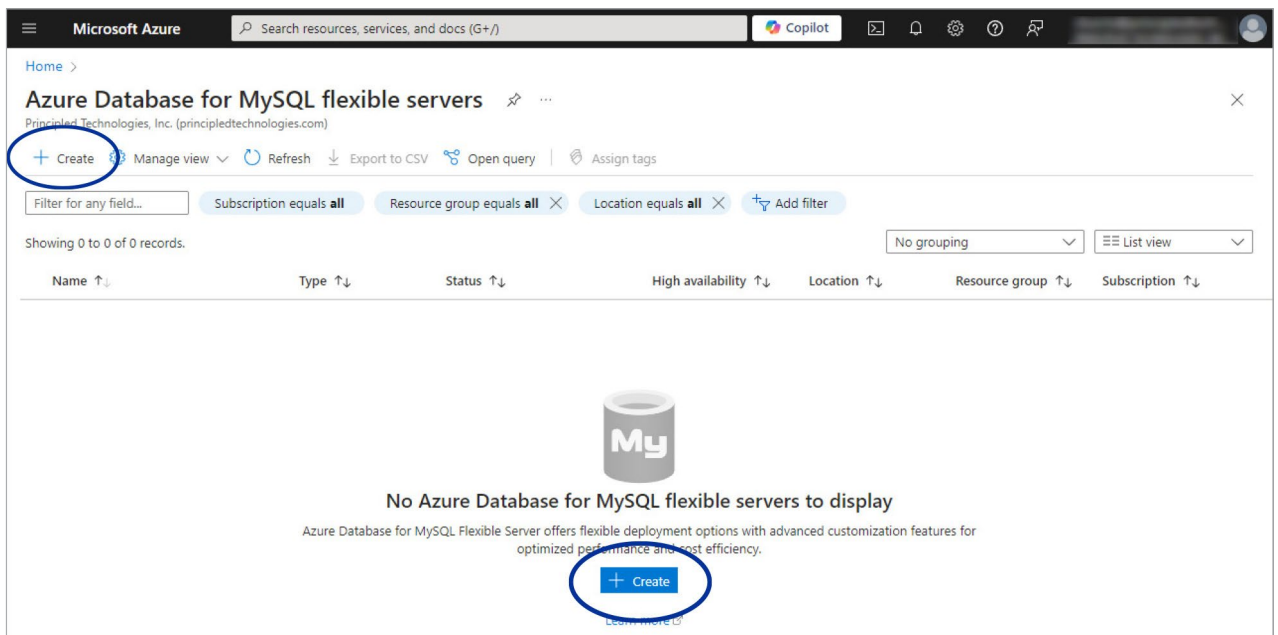 Microsoft Azure Search resources, services, and docs (G+/) Copilot
Home >
Azure Database for MySQL flexible servers ...
Principled Technologies, Inc. (principledtechnologies.com)
+ Create Manage view Refresh Export to CSV Open query Assign tags
Filter for any field... Subscription equals all Resource group equals all Location equals all Add filter
Showing 0 to 0 of 0 records. No grouping List view
Name Type Status High availability Location Resource group Subscription
My
No Azure Database for MySQL flexible servers to display
Azure Database for MySQL Flexible Server offers flexible deployment options with advanced customization features for
optimized performance and cost efficiency.
+ Create
Learn more